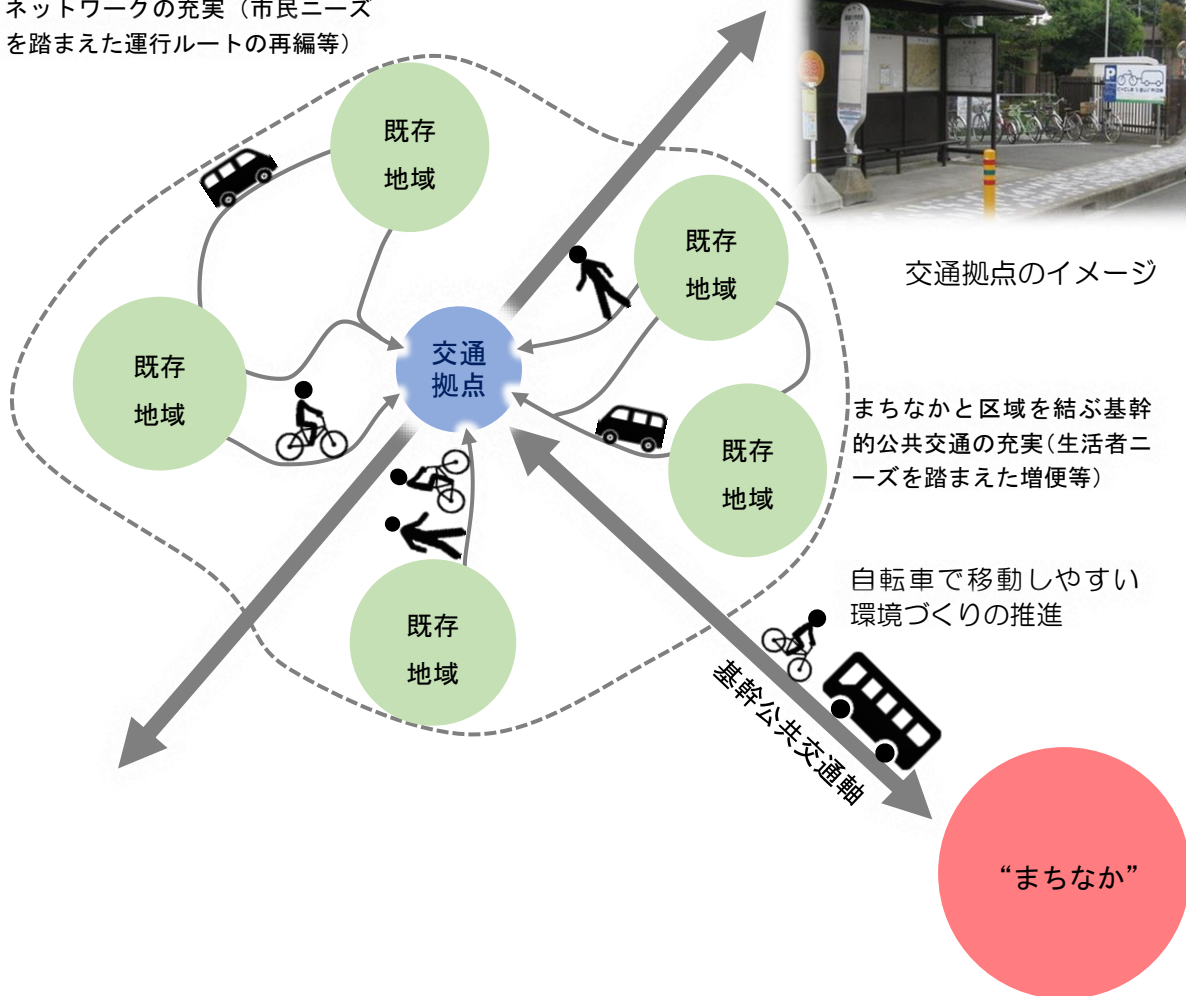 ネットワークの充実（市民ニーズ
を踏まえた運行ルートの再編等）
既存
地域
既存
地域
交通拠点のイメージ
既存
地域
交通
拠点
まちなかと区域を結ぶ基幹
的公共交通の充実（生活者ニ
ーズを踏まえた増便等）
既存
地域
自転車で移動しやすい
環境づくりの推進
既存
地域
基幹公共交通軸
“まちなか”